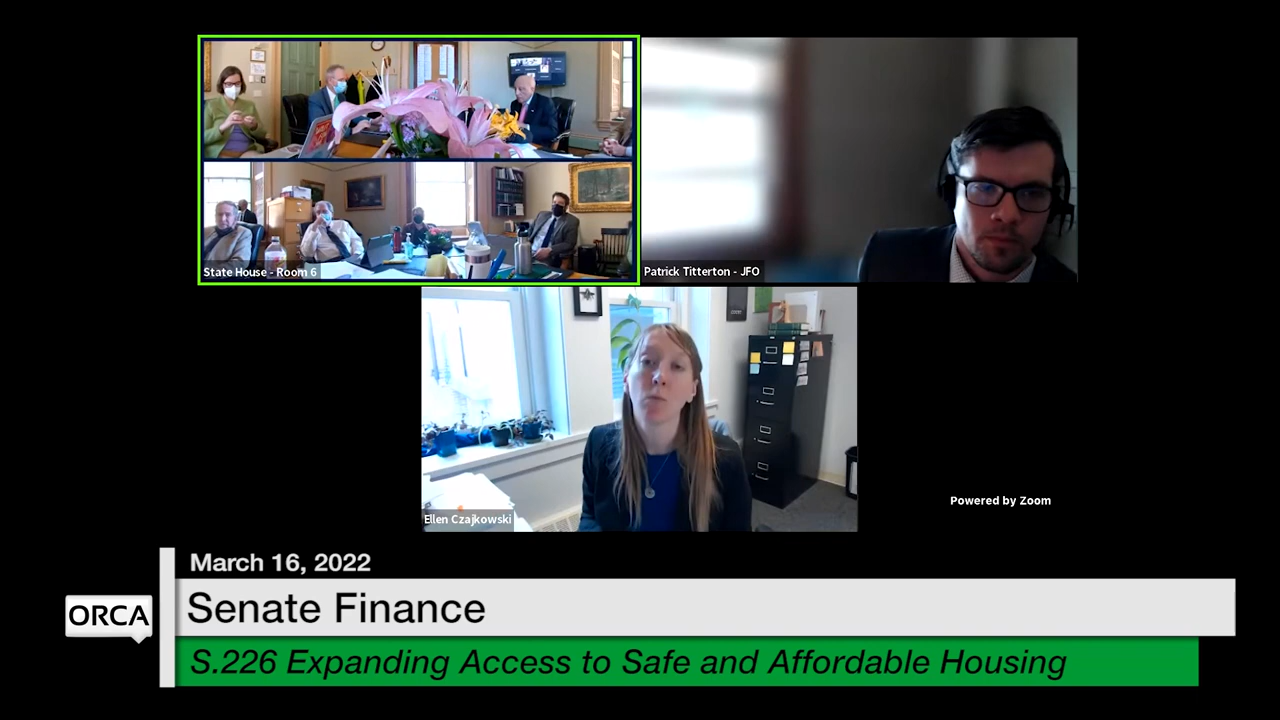 State House - Room 6
Patrick Titterton - JFO
Ellen Czajkowski
Powered by Zoom
March 16, 2022
ORCA
Senate Finance
S.226 Expanding Access to Safe and Affordable Housing